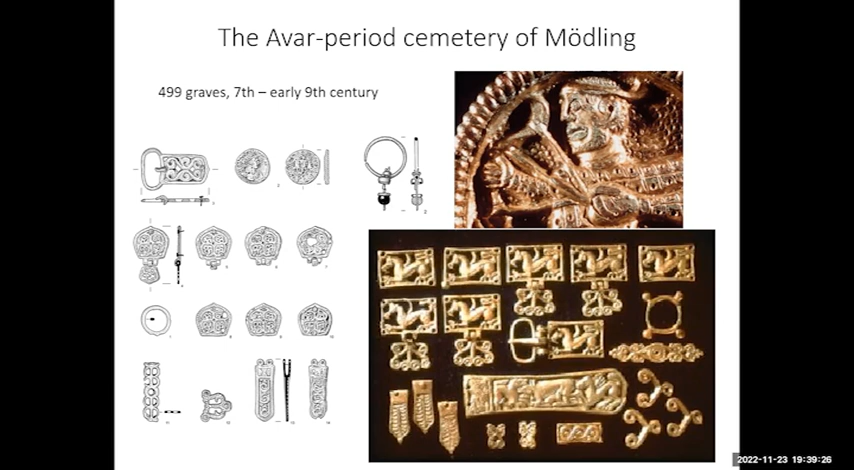 The Avar-period cemetery of Mödling
499 graves, 7th – early 9th century
2022-11-23 19:39:26